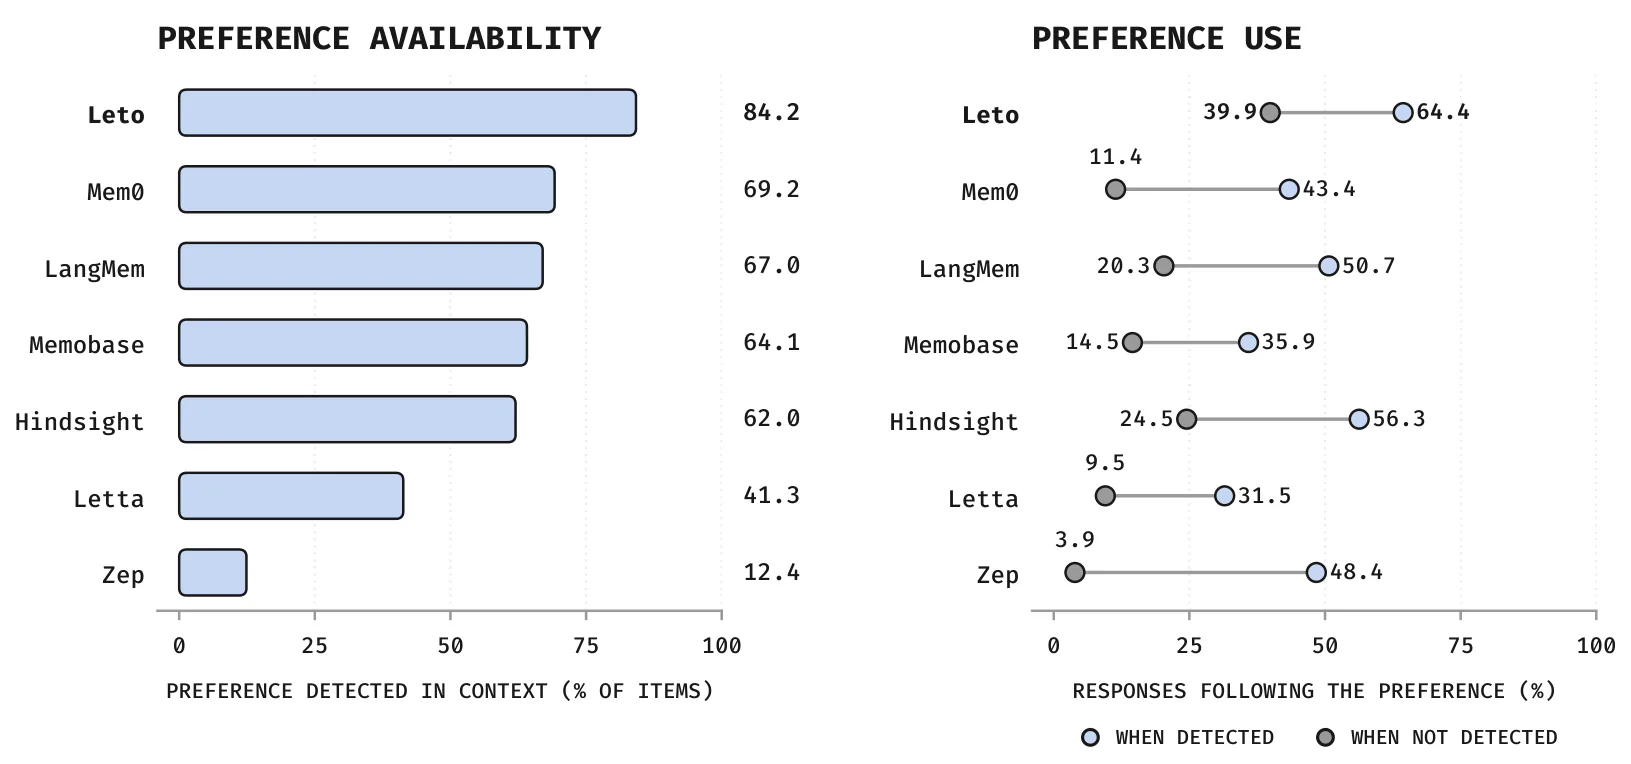 PREFERENCE AVAILABILITY
Leto 84.2
Mem0 69.2
LangMem 67.0
Memobase 64.1
Hindsight 62.0
Letta 41.3
Zep 12.4
0 25 50 75 100
PREFERENCE DETECTED IN CONTEXT (% OF ITEMS)
PREFERENCE USE
Leto 39.9 64.4
11.4
Mem0 43.4
LangMem 20.3 50.7
Memobase 14.5 35.9
Hindsight 24.5 56.3
9.5
Letta 31.5
3.9
Zep 48.4
0 25 50 75 100
RESPONSES FOLLOWING THE PREFERENCE (%)
WHEN DETECTED WHEN NOT DETECTED